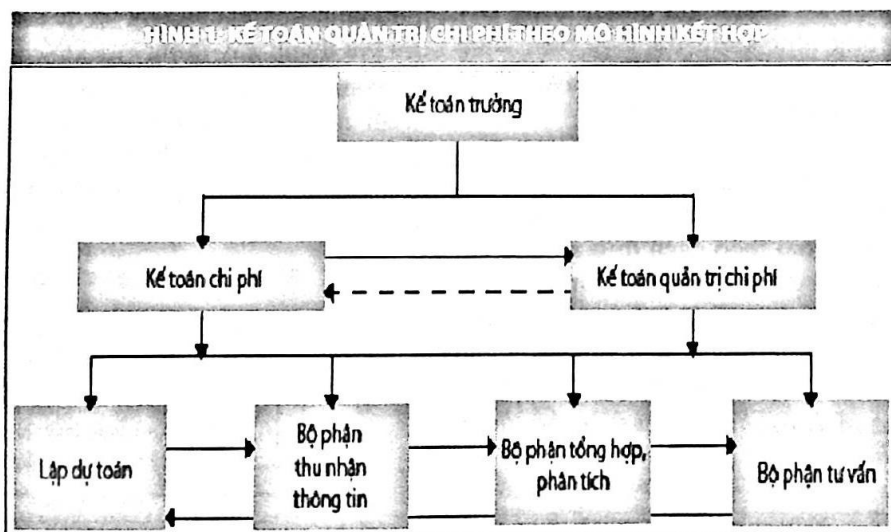 HÌNH 1: KẾ TOÁN QUẢN TRỊ CHI PHÍ THEO MÔ HÌNH KẾT HỢP
Kế toán trưởng
Kế toán chi phí
Kế toán quản trị chi phí
Lập dự toán
Bộ phận
thu nhận
thông tin
Bộ phận tổng hợp,
phân tích
Bộ phận tư vấn